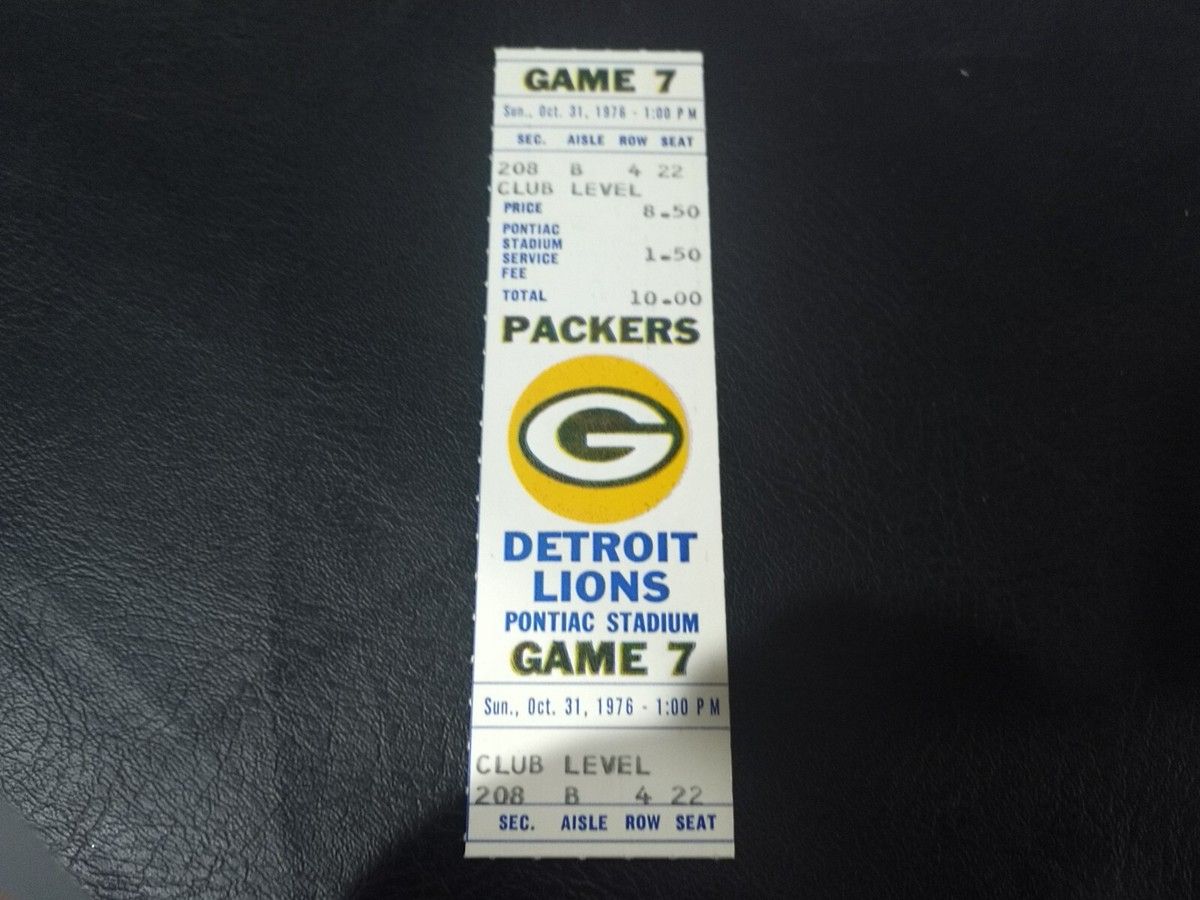 GAME 7
Sun., Oct. 31, 1976 - 1:00 PM
SEC. AISLE ROW SEAT
208 B 4 22
CLUB LEVEL
PRICE 8.50
PONTIAC
STADIUM
SERVICE 1.50
FEE
TOTAL 10.00
PACKERS
G
DETROIT
LIONS
PONTIAC STADIUM
GAME 7
Sun., Oct. 31, 1976 - 1:00 PM
CLUB LEVEL
208 B 4 22
SEC. AISLE ROW SEAT